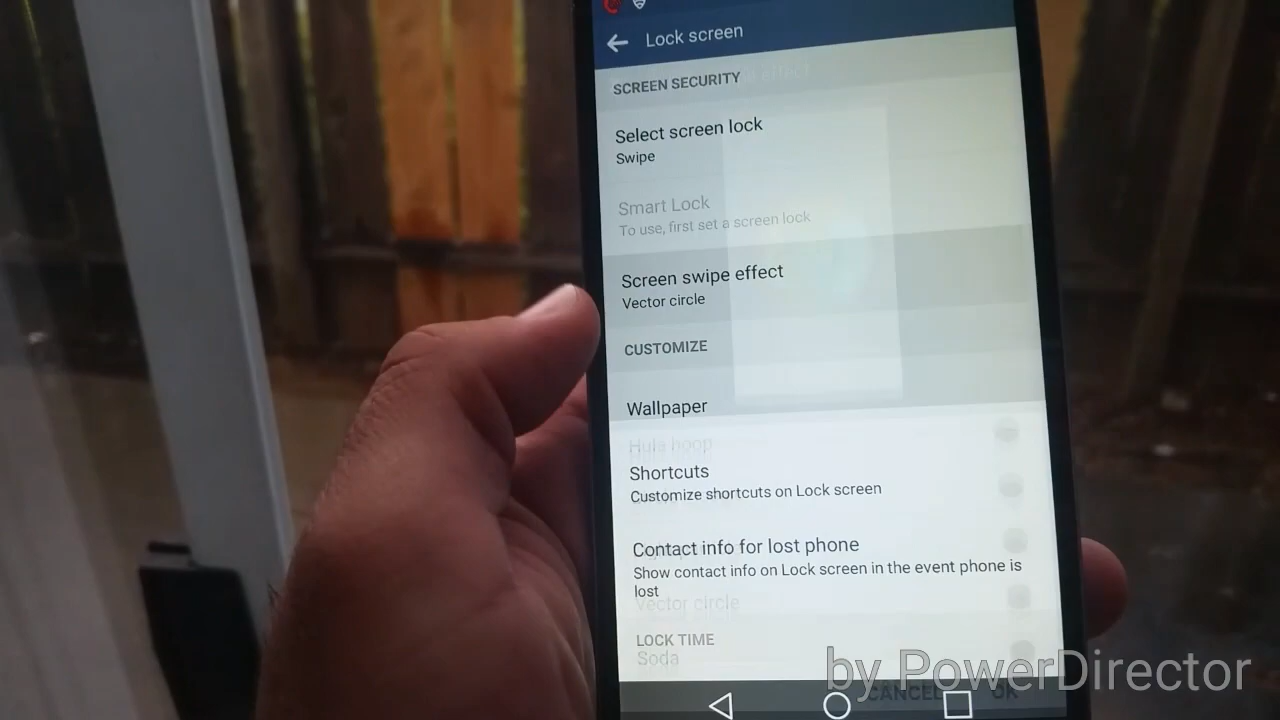 Lock screen
SCREEN SECURITY
Select screen lock
Swipe
Smart Lock
To use, first set a screen lock
Screen swipe effect
Vector circle
CUSTOMIZE
Wallpaper
Hula hoop
Shortcuts
Customize shortcuts on Lock screen
Contact info for lost phone
Show contact info on Lock screen in the event phone is
lost
Vector circle
LOCK TIME
Soda
by PowerDirector
CANCEL OK